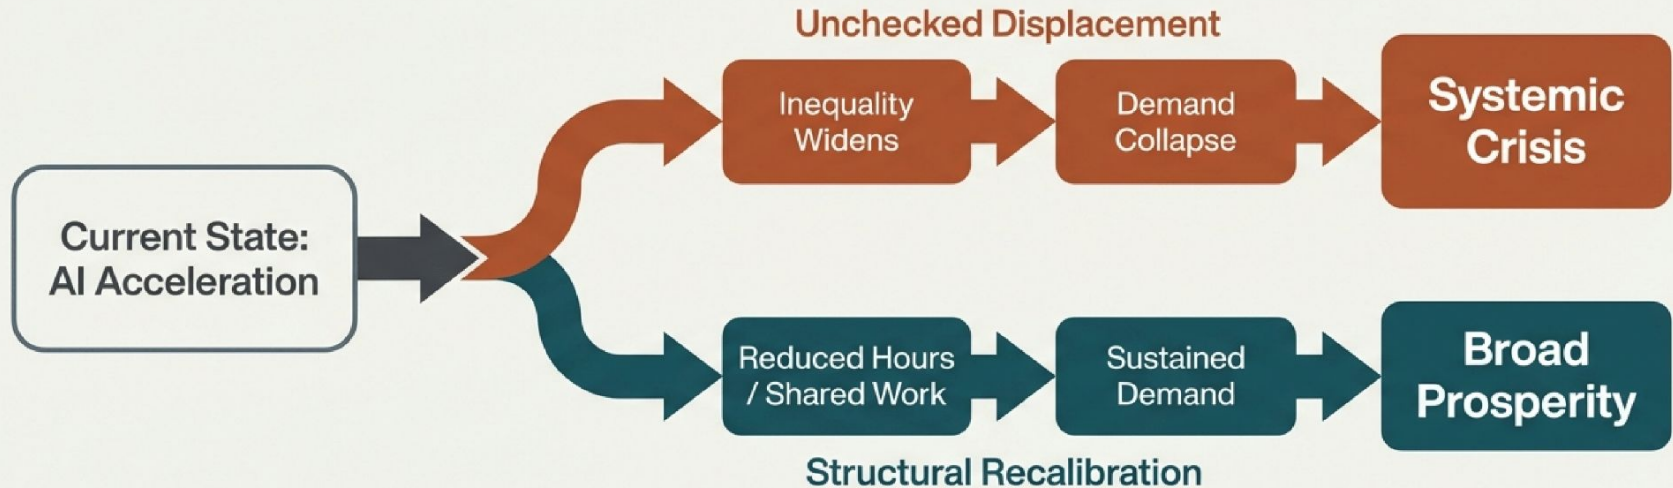 Unchecked Displacement
Inequality
Widens
Demand
Collapse
Systemic
Crisis
Current State:
AI Acceleration
Reduced Hours
/ Shared Work
Sustained
Demand
Broad
Prosperity
Structural Recalibration